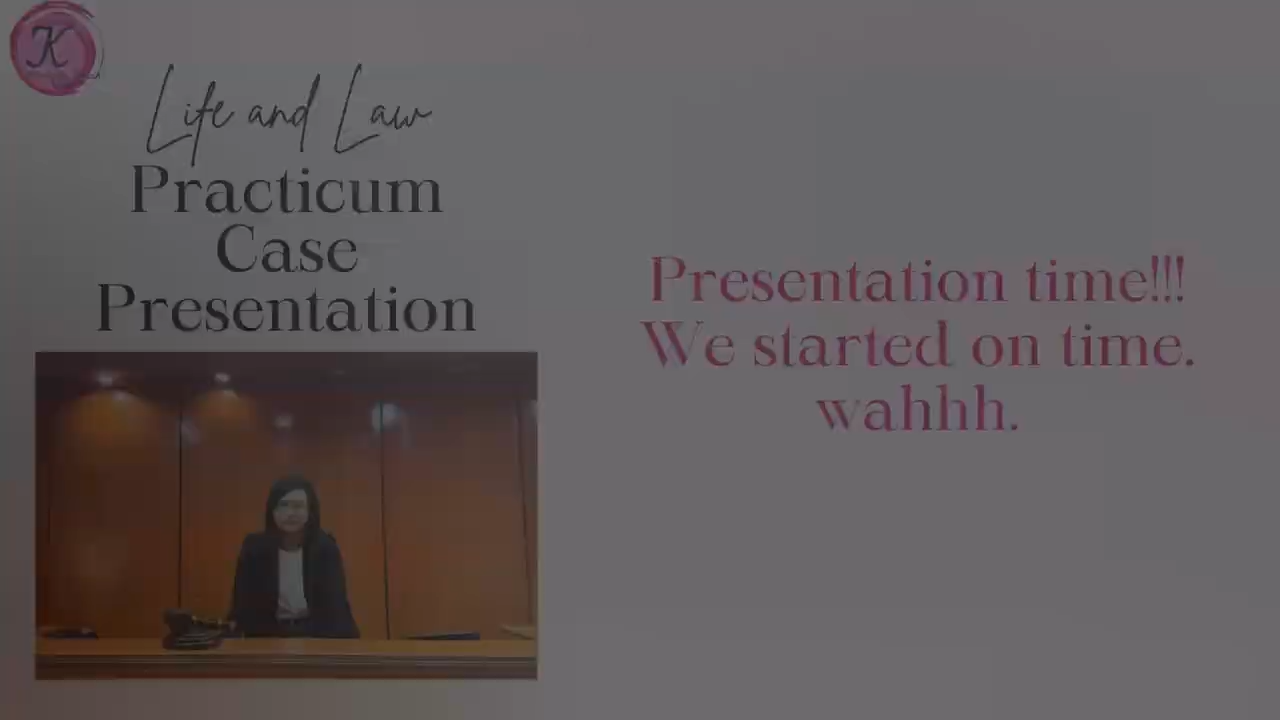 K
Life and Law
Practicum
Case
Presentation
Presentation time!!!
We started on time.
wahhh.